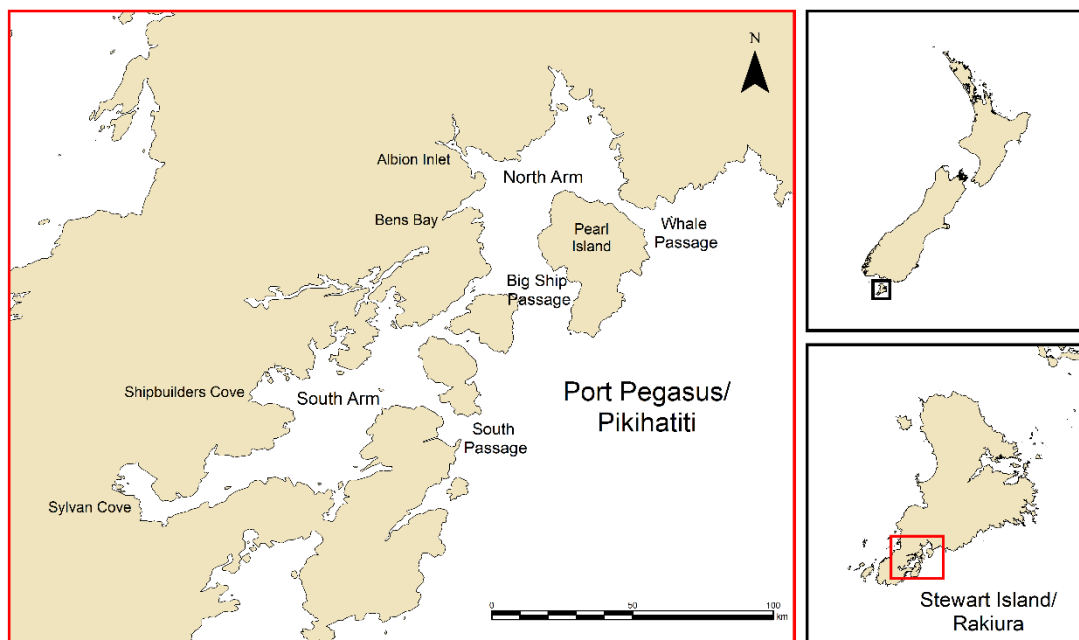 N
Albion Inlet
North Arm
Bens Bay
Pearl
Island
Whale
Passage
Big Ship
Passage
Shipbuilders Cove
South Arm
Port Pegasus/
Pikihatiti
South
Passage
Sylvan Cove
0 50 100
km
Stewart Island/
Rakiura